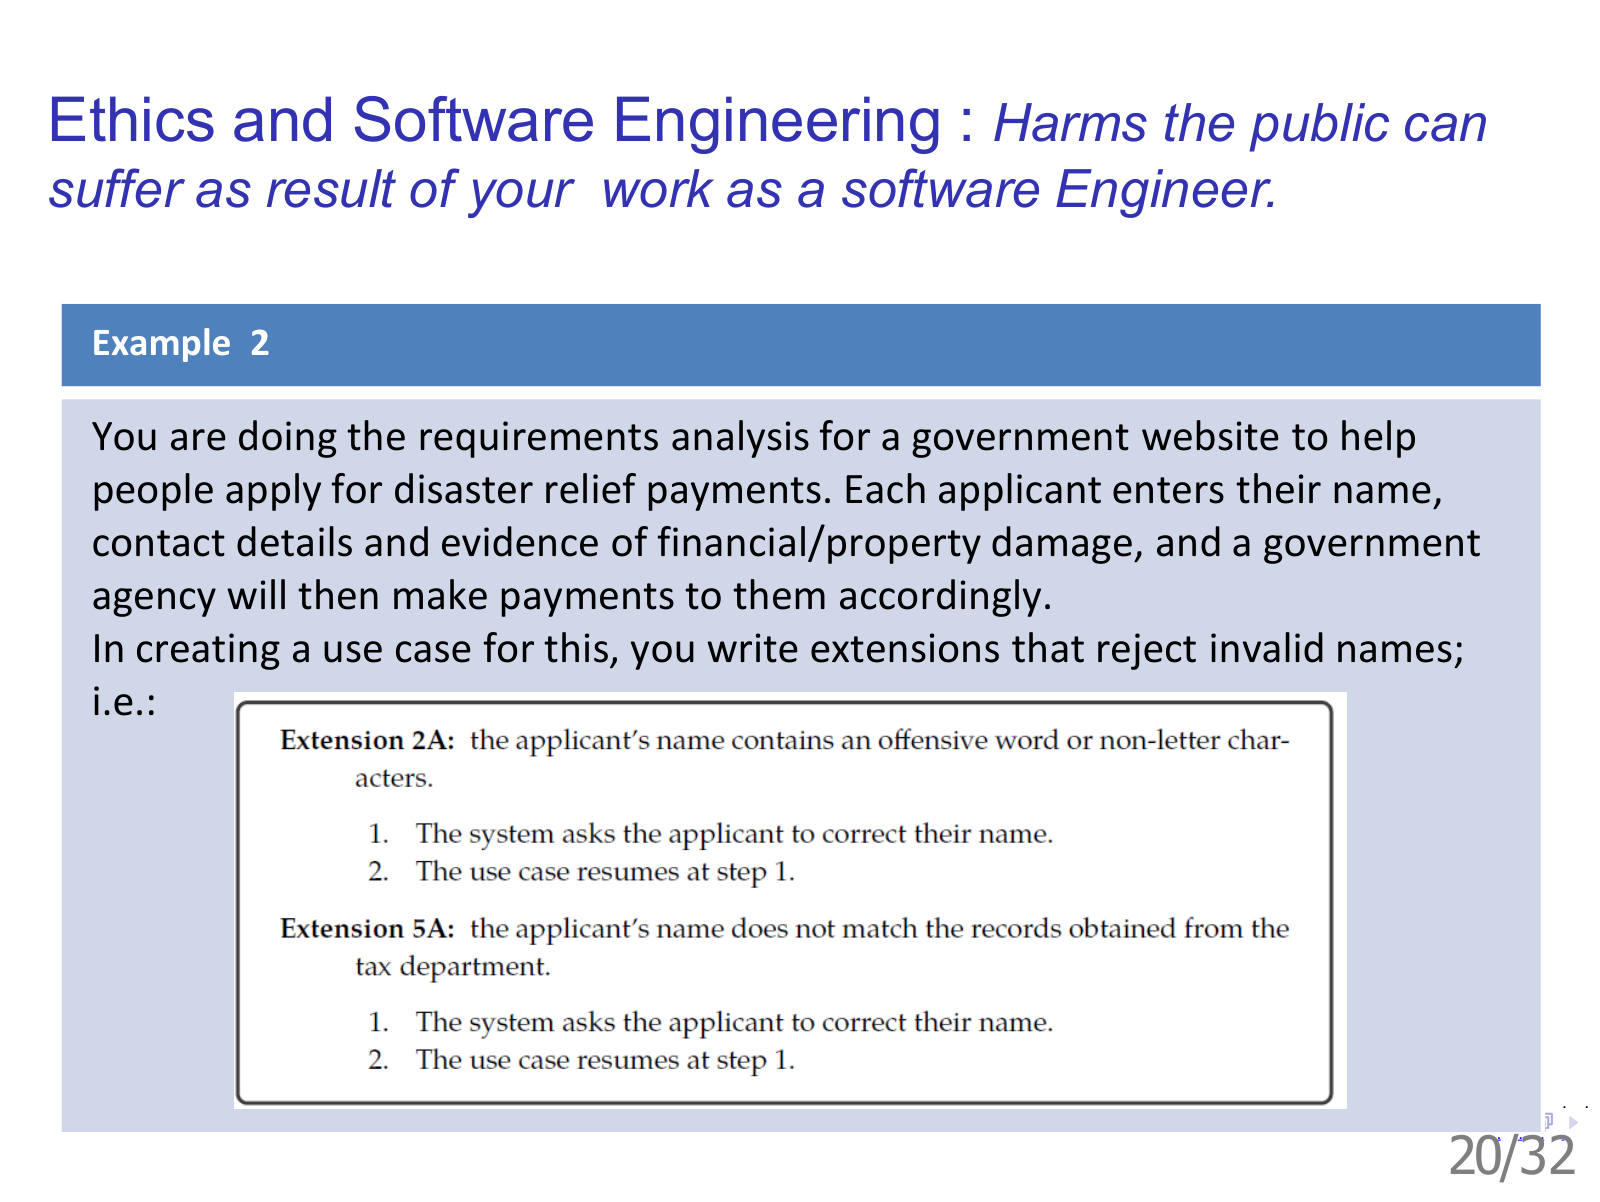 Ethics and Software Engineering : Harms the public can
suffer as result of your work as a software Engineer.
Example 2
You are doing the requirements analysis for a government website to help
people apply for disaster relief payments. Each applicant enters their name,
contact details and evidence of financial/property damage, and a government
agency will then make payments to them accordingly.
In creating a use case for this, you write extensions that reject invalid names;
i.e.:
Extension 2A: the applicant's name contains an offensive word or non-letter char-
acters.
1. The system asks the applicant to correct their name.
2. The use case resumes at step 1.
Extension 5A: the applicant's name does not match the records obtained from the
tax department.
1. The system asks the applicant to correct their name.
2. The use case resumes at step 1.
20/32